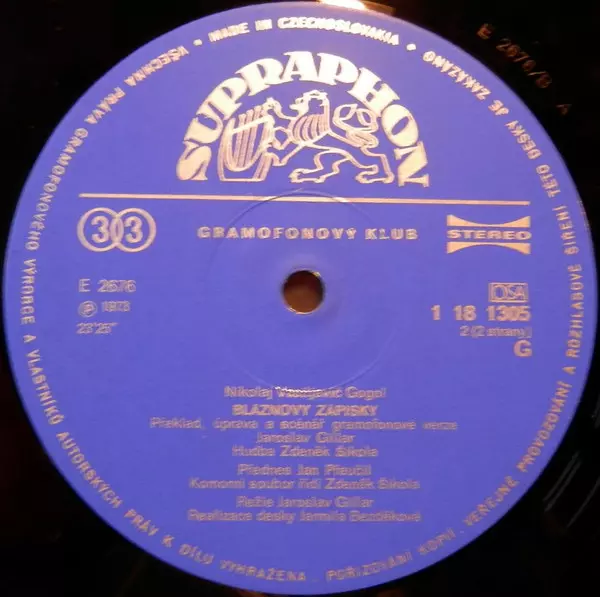 VŠECHNA PRÁVA GRAMOFONOVÉHO VÝROBCE A VLASTNÍKŮ AUTORSKÝCH PRÁV K DÍLU VYHRAŽENA. POŘIZOVÁNÍ KOPIÍ, VEŘEJNÉ PROVOZOVÁNÍ A ROZHLASOVÉ ŠÍŘENÍ TÉTO DESKY JE ZAKÁZÁNO • MADE IN CZECHOSLOVAKIA •
E 2676/B A
SUPRAPHON
33 GRAMOFONOVÝ KLUB STEREO
E 2676
℗ 1973
23'25"
OSA
1 18 1305
2 (2 strany)
G
Nikolaj Vasiljevič Gogol
BLÁZNOVY ZÁPISKY
Překlad, úprava a scénář gramofonové verze
Jaroslav Gillar
Hudba Zdeněk Šikola
Přednes Jan Přeučil
Komorní soubor řídí Zdeněk Šikola
Režie Jaroslav Gillar
Realizace desky Jarmila Bezděková